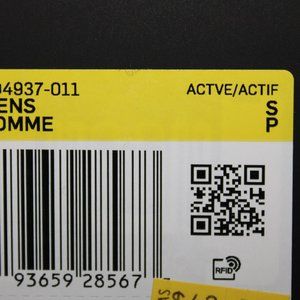 04937-011 ACTVE/ACTIF
ENS S
OMME P
93659 28567
RFID